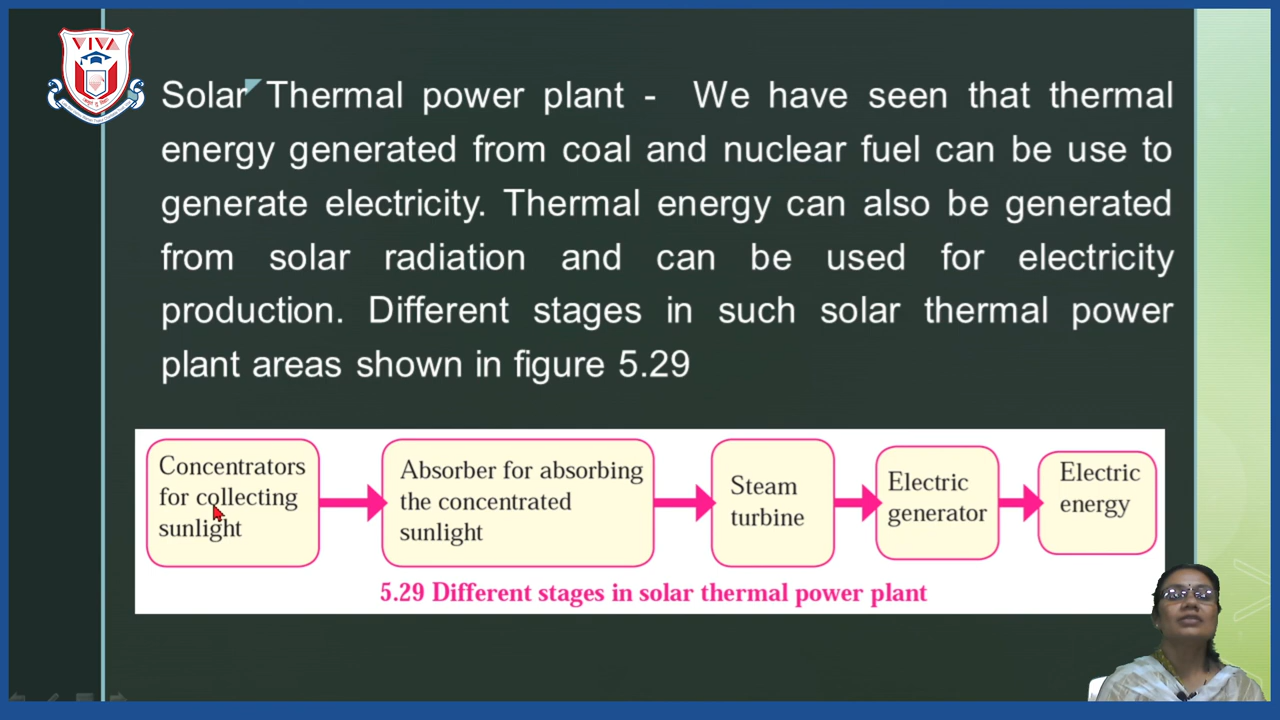 VIVA
Solar Thermal power plant - We have seen that thermal
energy generated from coal and nuclear fuel can be use to
generate electricity. Thermal energy can also be generated
from solar radiation and can be used for electricity
production. Different stages in such solar thermal power
plant areas shown in figure 5.29
Concentrators
for collecting
sunlight
Absorber for absorbing
the concentrated
sunlight
Steam
turbine
Electric
generator
Electric
energy
5.29 Different stages in solar thermal power plant